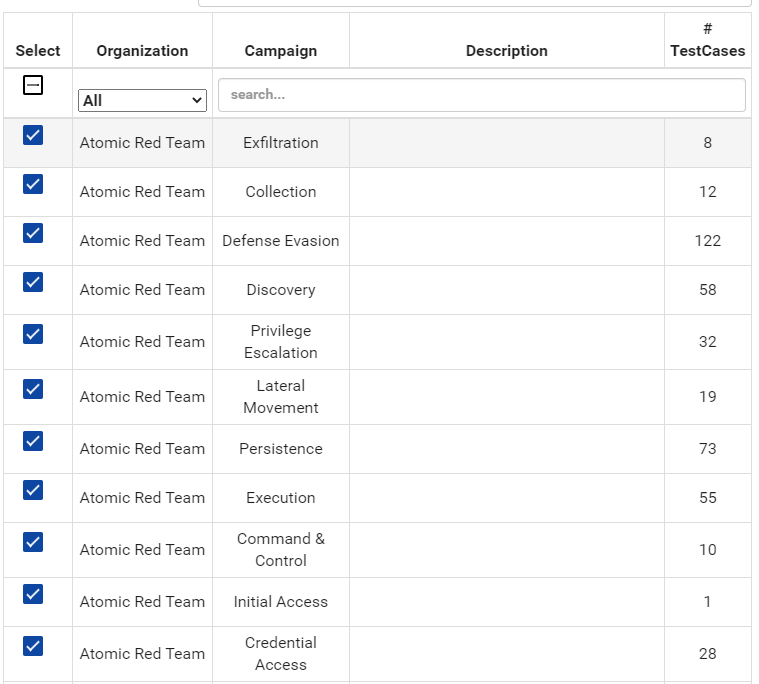 #
Select Organization Campaign Description TestCases
All search...
Atomic Red Team Exfiltration 8
Atomic Red Team Collection 12
Atomic Red Team Defense Evasion 122
Atomic Red Team Discovery 58
Privilege
Atomic Red Team Escalation 32
Lateral
Atomic Red Team Movement 19
Atomic Red Team Persistence 73
Atomic Red Team Execution 55
Command &
Atomic Red Team Control 10
Atomic Red Team Initial Access 1
Credential
Atomic Red Team Access 28